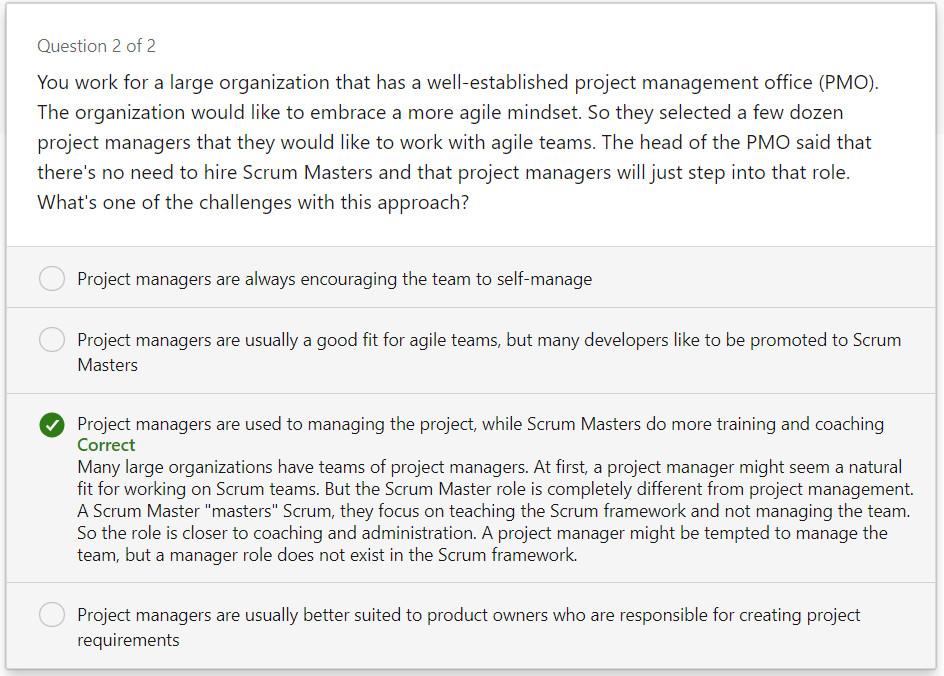 Question 2 of 2
You work for a large organization that has a well-established project management office (PMO).
The organization would like to embrace a more agile mindset. So they selected a few dozen
project managers that they would like to work with agile teams. The head of the PMO said that
there's no need to hire Scrum Masters and that project managers will just step into that role.
What's one of the challenges with this approach?
Project managers are always encouraging the team to self-manage
Project managers are usually a good fit for agile teams, but many developers like to be promoted to Scrum
Masters
Project managers are used to managing the project, while Scrum Masters do more training and coaching
Correct
Many large organizations have teams of project managers. At first, a project manager might seem a natural
fit for working on Scrum teams. But the Scrum Master role is completely different from project management.
A Scrum Master "masters" Scrum, they focus on teaching the Scrum framework and not managing the team.
So the role is closer to coaching and administration. A project manager might be tempted to manage the
team, but a manager role does not exist in the Scrum framework.
Project managers are usually better suited to product owners who are responsible for creating project
requirements